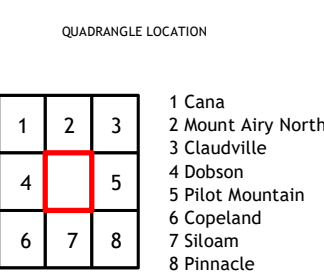 QUADRANGLE LOCATION
1 2 3
4 5
6 7 8
1 Cana
2 Mount Airy North
3 Claudville
4 Dobson
5 Pilot Mountain
6 Copeland
7 Siloam
8 Pinnacle